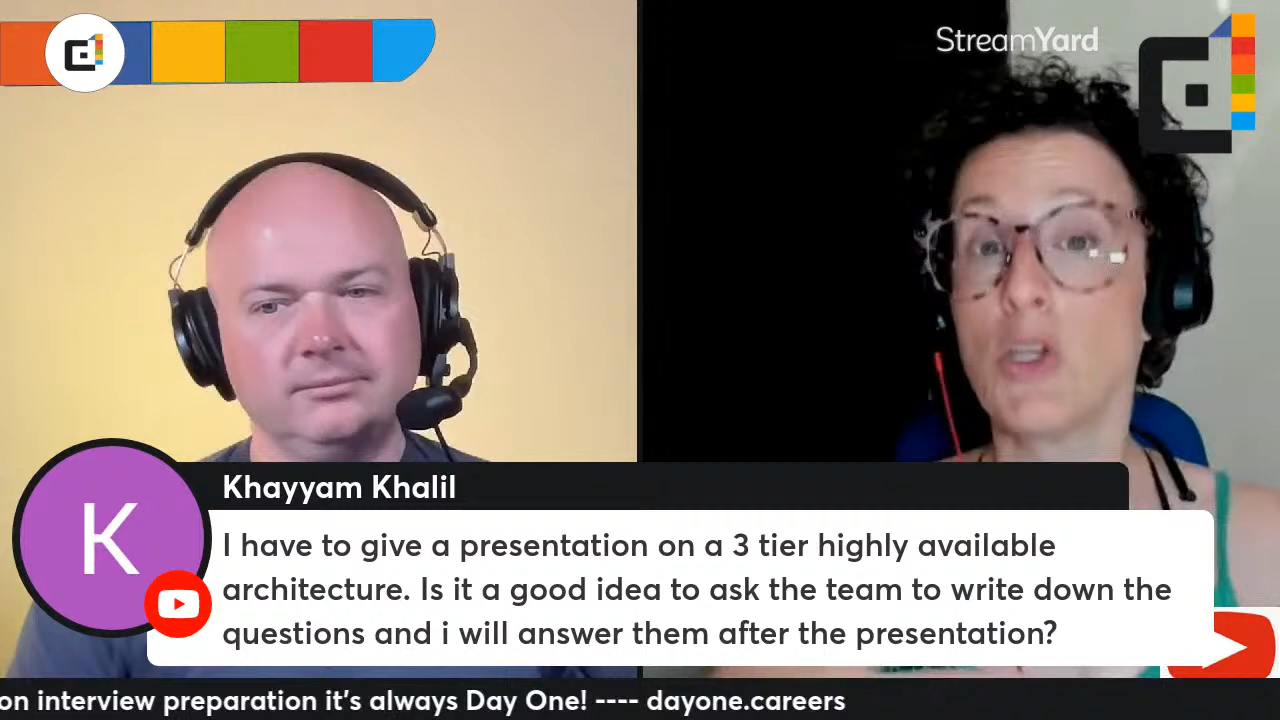 StreamYard
K
Khayyam Khalil
I have to give a presentation on a 3 tier highly available
architecture. Is it a good idea to ask the team to write down the
questions and i will answer them after the presentation?
on interview preparation it's always Day One! ---- dayone.careers